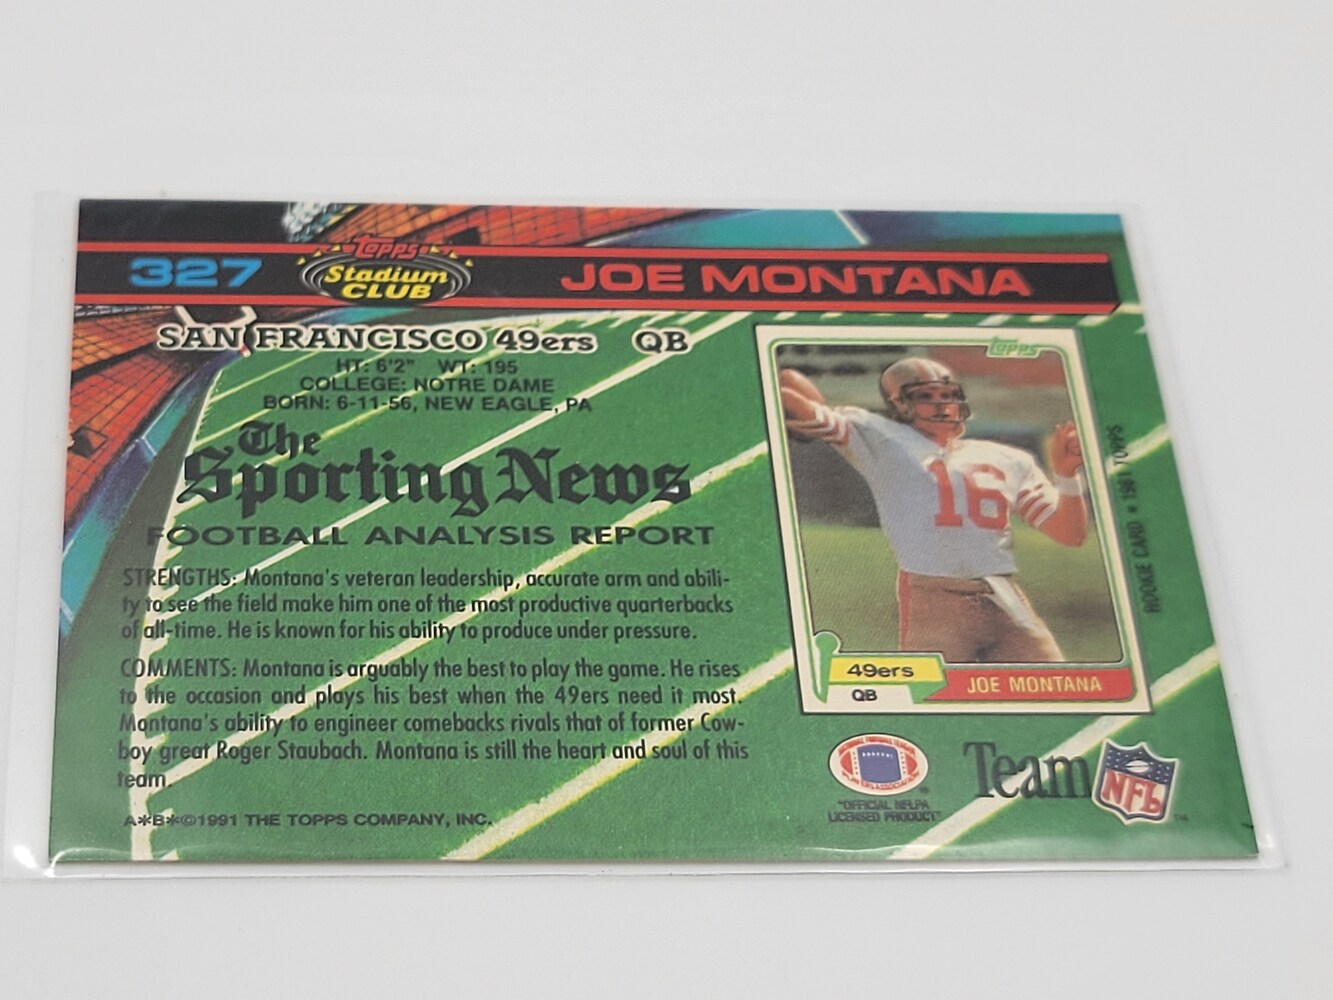 327
TOPPS
Stadium
CLUB
JOE MONTANA
SAN FRANCISCO 49ers QB
HT: 6'2" WT: 195
COLLEGE: NOTRE DAME
BORN: 6-11-56, NEW EAGLE, PA
The
Sporting News
FOOTBALL ANALYSIS REPORT
STRENGTHS: Montana's veteran leadership, accurate arm and abili-
ty to see the field make him one of the most productive quarterbacks
of all-time. He is known for his ability to produce under pressure.
COMMENTS: Montana is arguably the best to play the game. He rises
to the occasion and plays his best when the 49ers need it most.
Montana's ability to engineer comebacks rivals that of former Cow-
boy great Roger Staubach. Montana is still the heart and soul of this
team.
A*B*©1991 THE TOPPS COMPANY, INC.
topps
16
49ers
QB
JOE MONTANA
ROOKIE CARD * 1981 TOPPS
"OFFICIAL NFLPA
LICENSED PRODUCT"
Team NFL
TM